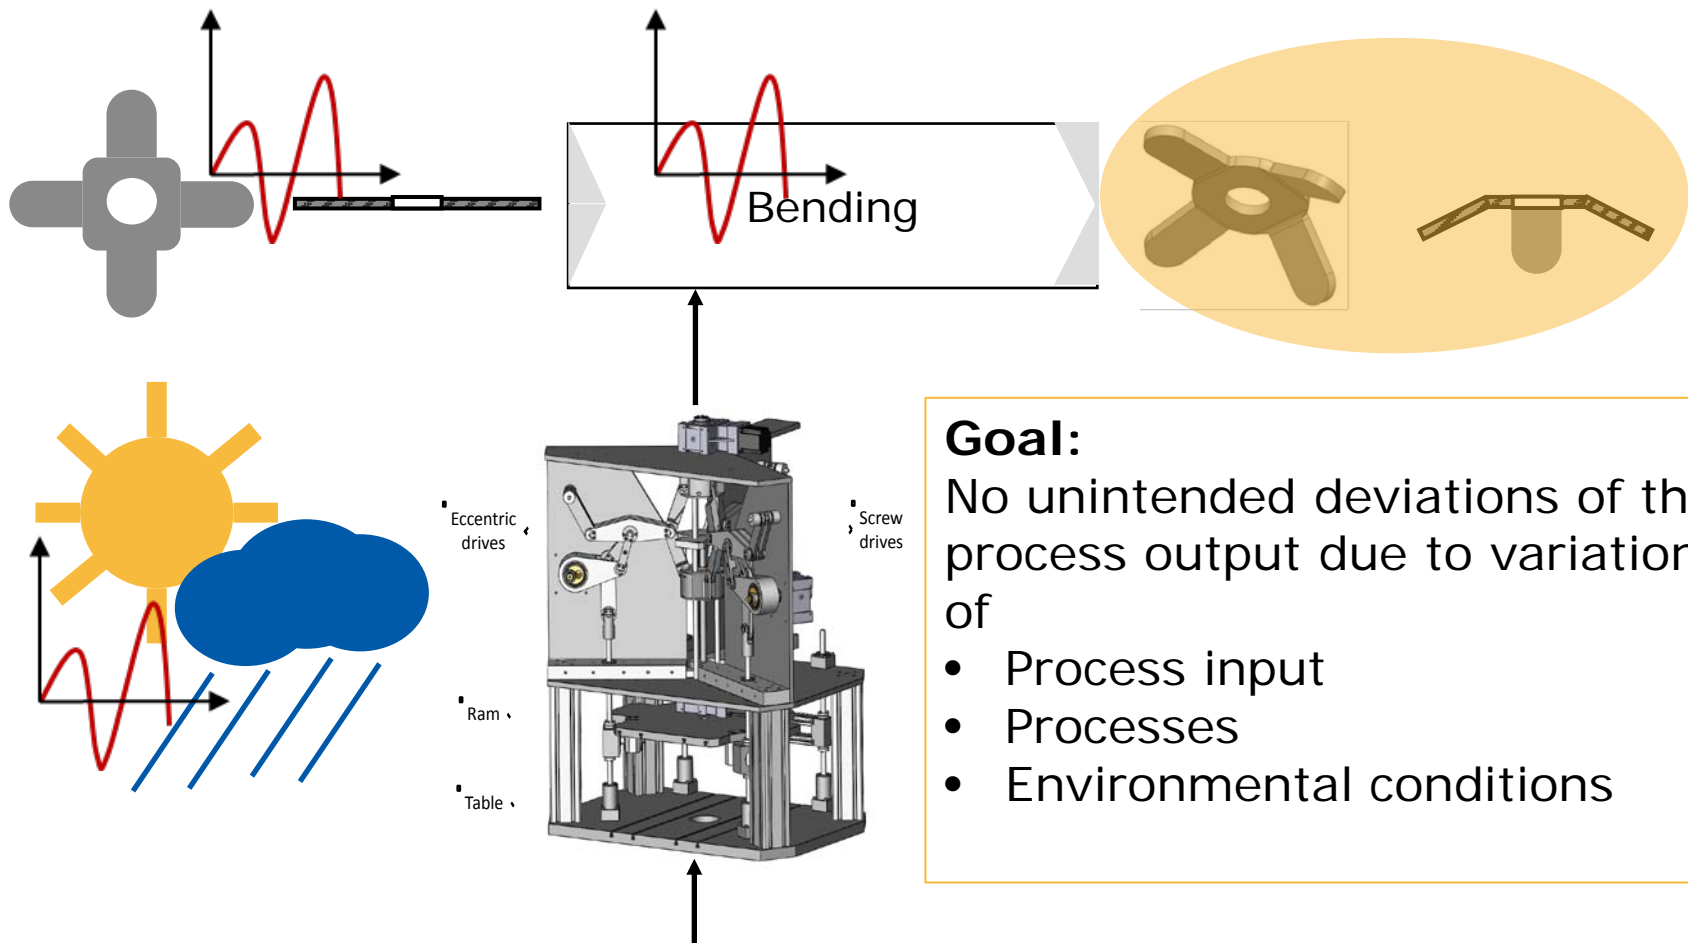 Bending
Goal:
No unintended deviations of th
process output due to variation
of
• Process input
• Processes
• Environmental conditions
Eccentric
drives
Screw
drives
Ram
Table